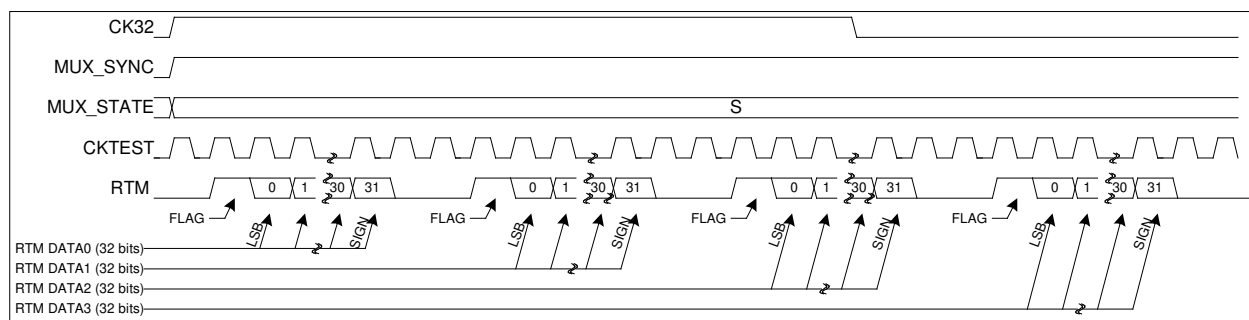 CK32
MUX_SYNC
MUX_STATE S
CKTEST
RTM 0 1 30 31 0 1 30 31 0 1 30 31 0 1 30 31
FLAG FLAG FLAG FLAG
LSB SIGN LSB SIGN LSB SIGN LSB SIGN
RTM DATA0 (32 bits)
RTM DATA1 (32 bits)
RTM DATA2 (32 bits)
RTM DATA3 (32 bits)